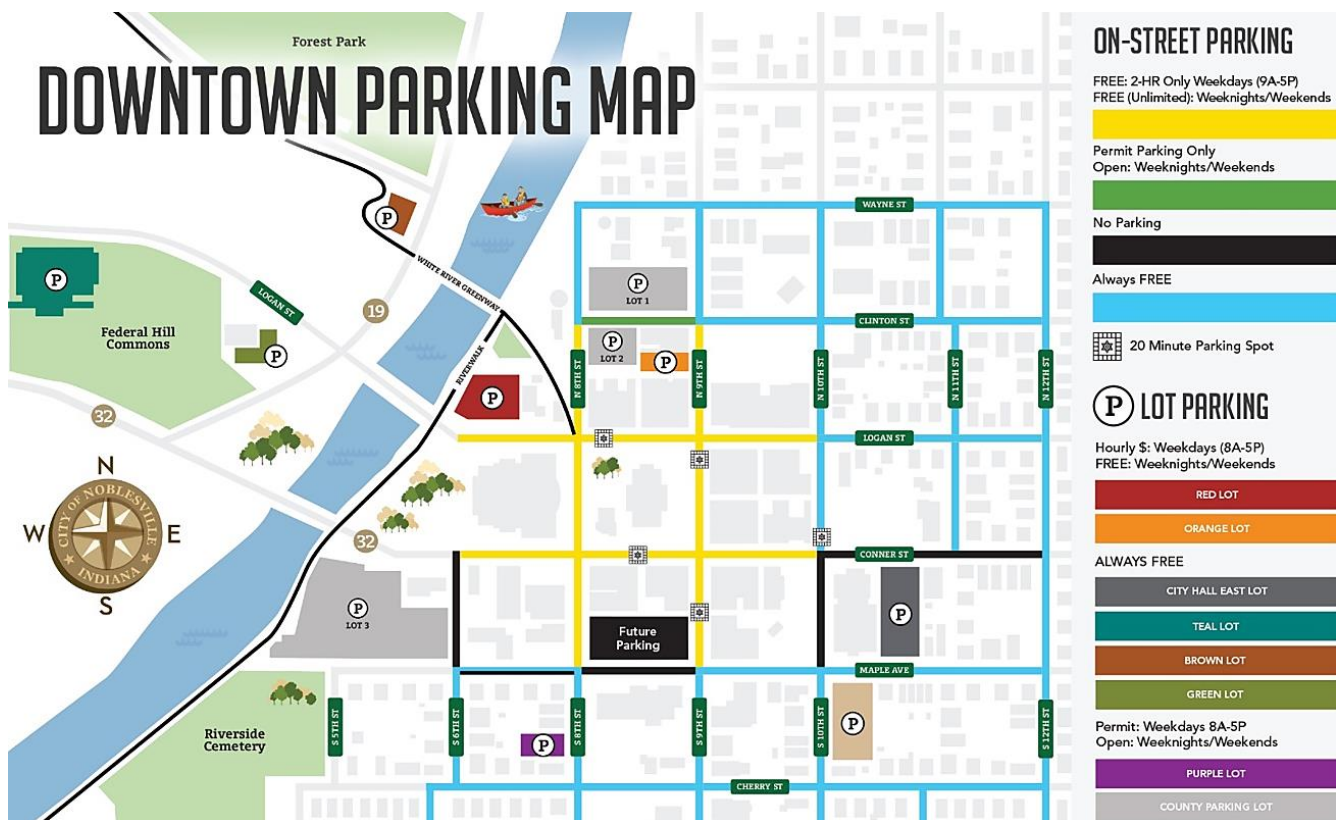 Forest Park
DOWNTOWN PARKING MAP
WAYNE ST
P
P
LOT 1
WHITE RIVER GREENWAY
P
LOGAN ST
19
Federal Hill
Commons
P
CLINTON ST
P
LOT 2
P
RIVERWALK
P
N 8TH ST
N 9TH ST
N 10TH ST
N 11TH ST
N 12TH ST
32
LOGAN ST
N
W
E
S
CITY OF NOBLESVILLE
INDIANA
32
CONNER ST
P
LOT 3
P
Future
Parking
MAPLE AVE
Riverside
Cemetery
S 5TH ST
S 6TH ST
P
S 8TH ST
S 9TH ST
S 10TH ST
P
S 12TH ST
CHERRY ST
ON-STREET PARKING
FREE: 2-HR Only Weekdays (9A-5P)
FREE (Unlimited): Weeknights/Weekends
Permit Parking Only
Open: Weeknights/Weekends
No Parking
Always FREE
20 Minute Parking Spot
P LOT PARKING
Hourly $: Weekdays (8A-5P)
FREE: Weeknights/Weekends
RED LOT
ORANGE LOT
ALWAYS FREE
CITY HALL EAST LOT
TEAL LOT
BROWN LOT
GREEN LOT
Permit: Weekdays 8A-5P
Open: Weeknights/Weekends
PURPLE LOT
COUNTY PARKING LOT